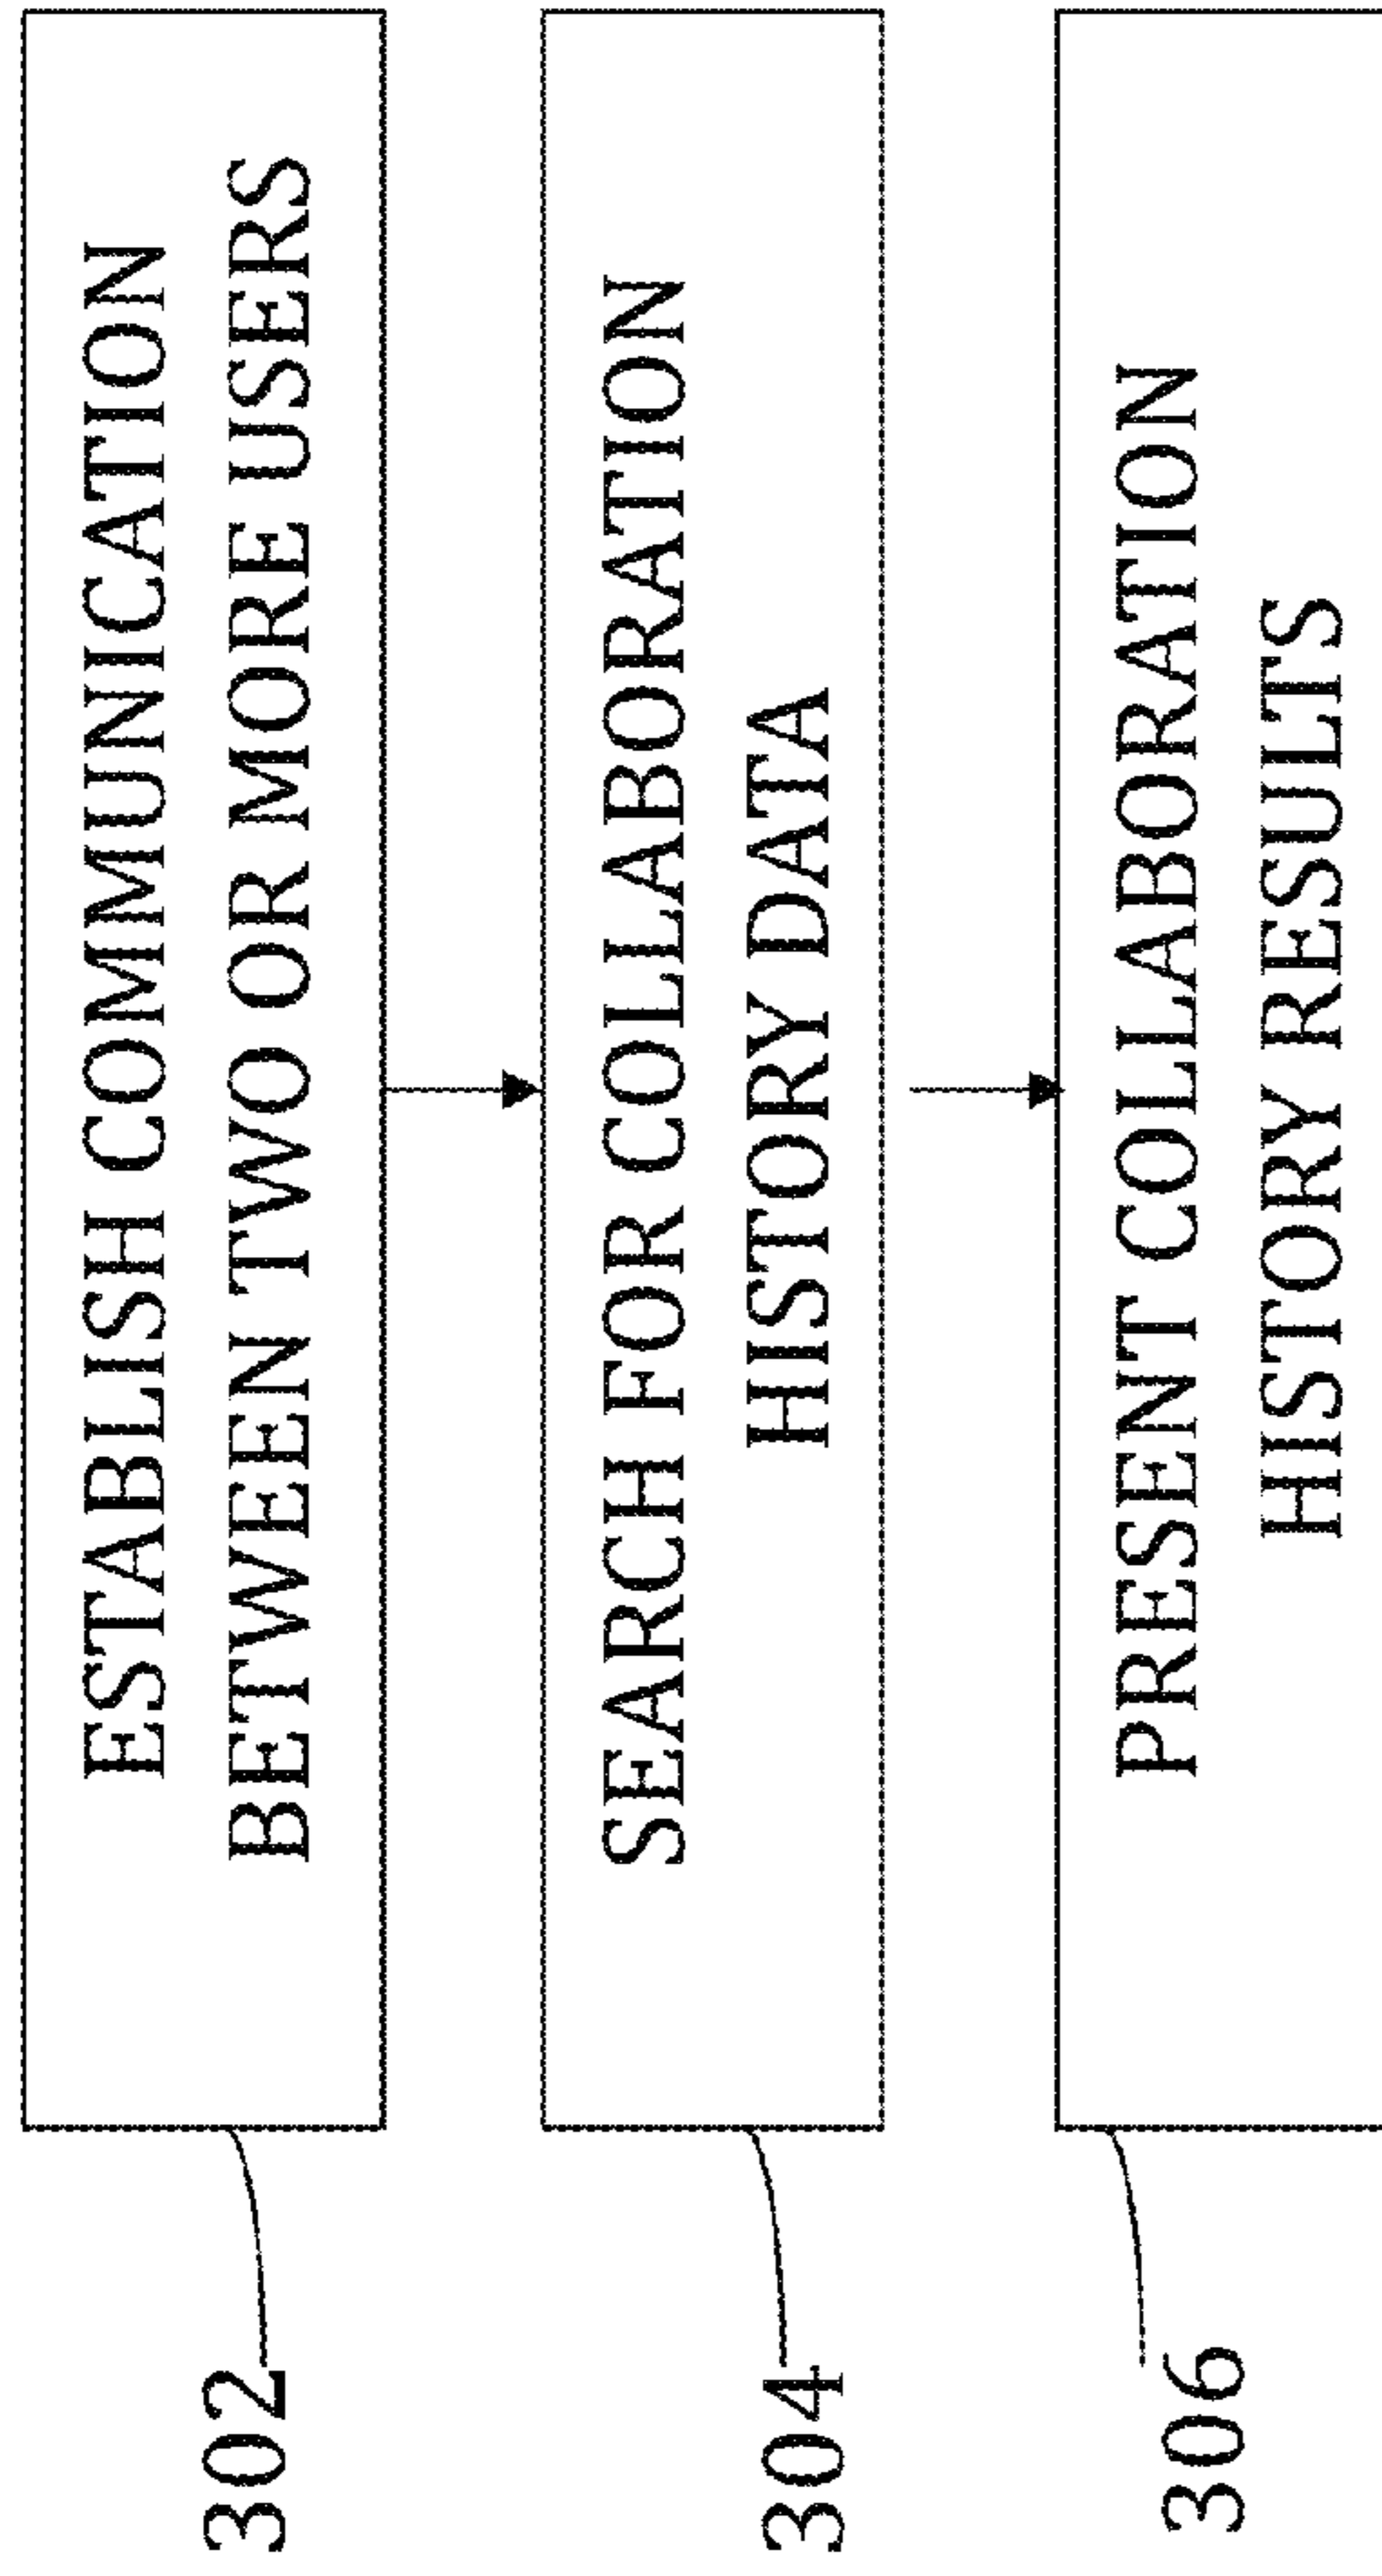 302
ESTABLISH COMMUNICATION
BETWEEN TWO OR MORE USERS
304
SEARCH FOR COLLABORATION
HISTORY DATA
306
PRESENT COLLABORATION
HISTORY RESULTS